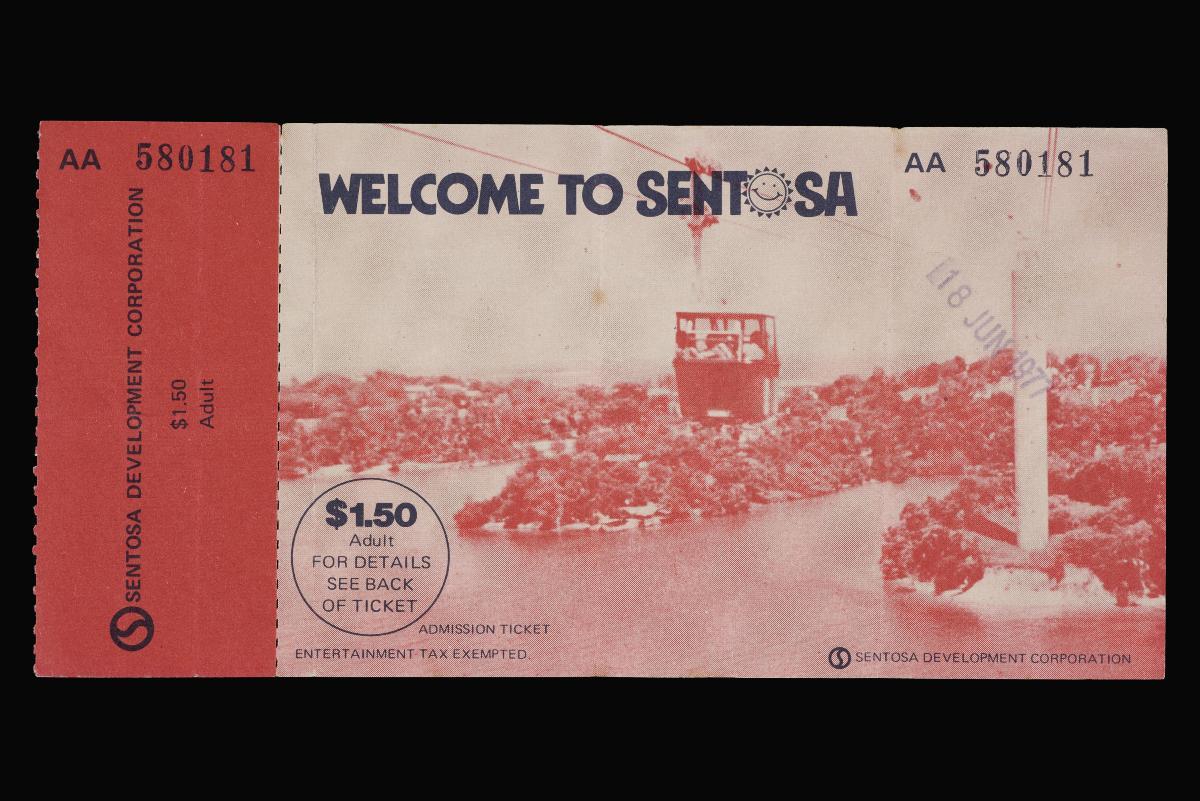 AA 580181
SENTOSA DEVELOPMENT CORPORATION
$1.50
Adult
WELCOME TO SENTOSA
AA 580181
18 JUN 1977
$1.50
Adult
FOR DETAILS
SEE BACK
OF TICKET
ADMISSION TICKET
ENTERTAINMENT TAX EXEMPTED.
SENTOSA DEVELOPMENT CORPORATION